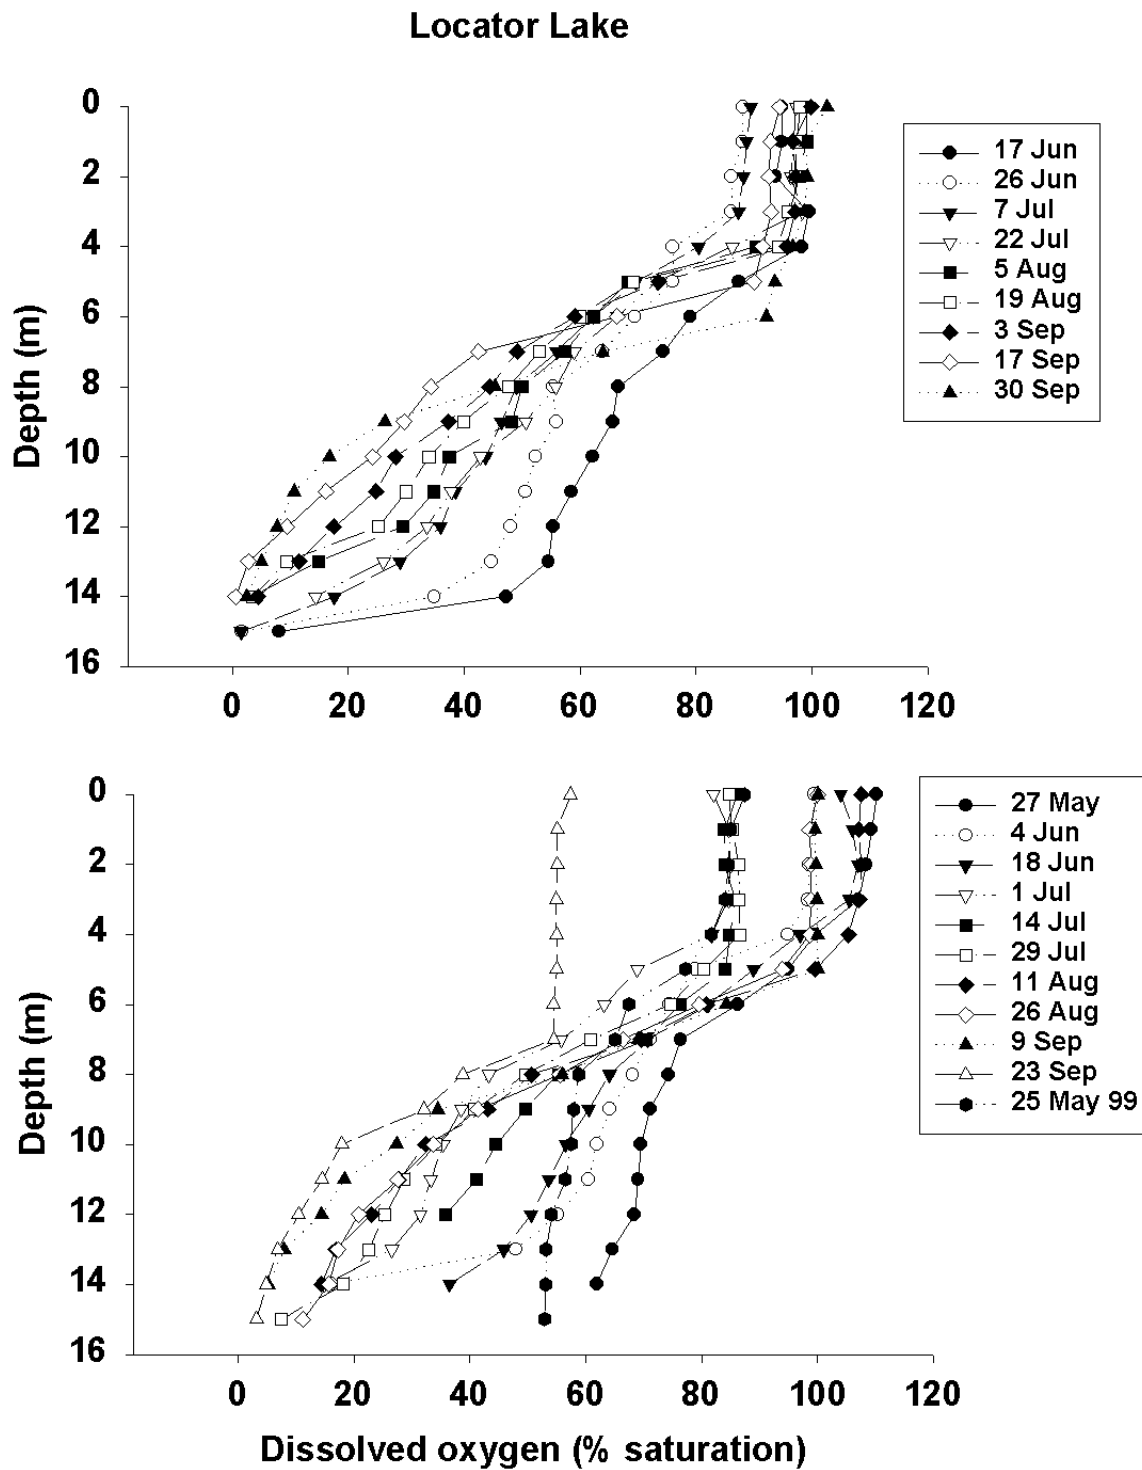 Locator Lake
0
2
4
6
8
10
12
14
16
Depth (m)
0 20 40 60 80 100 120
17 Jun
26 Jun
7 Jul
22 Jul
5 Aug
19 Aug
3 Sep
17 Sep
30 Sep
0
2
4
6
8
10
12
14
16
Depth (m)
0 20 40 60 80 100 120
Dissolved oxygen (% saturation)
27 May
4 Jun
18 Jun
1 Jul
14 Jul
29 Jul
11 Aug
26 Aug
9 Sep
23 Sep
25 May 99